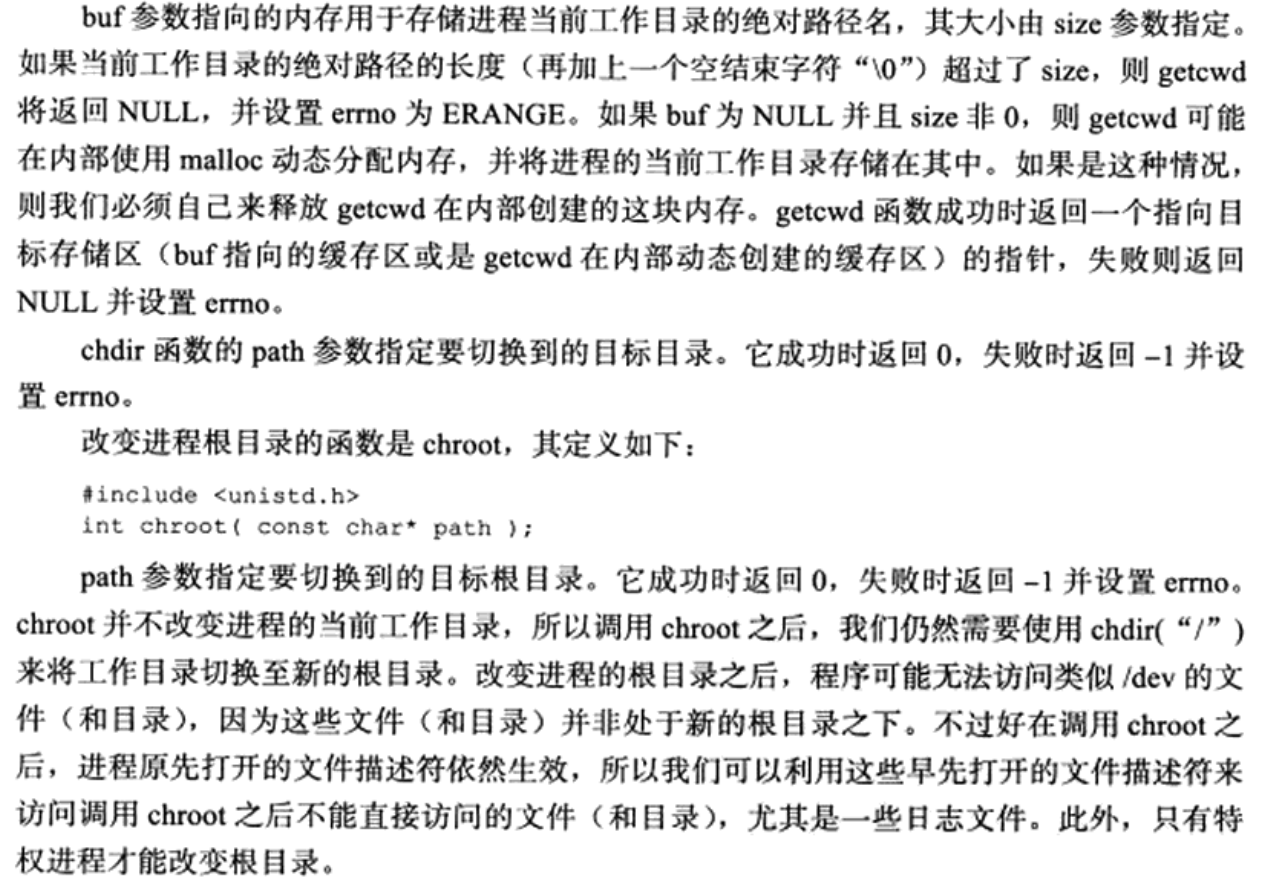 buf 参数指向的内存用于存储进程当前工作目录的绝对路径名，其大小由 size 参数指定。
如果当前工作目录的绝对路径的长度（再加上一个空结束字符“\0”）超过了 size，则 getcwd
将返回 NULL，并设置 errno 为 ERANGE。如果 buf 为 NULL 并且 size 非 0，则 getcwd 可能
在内部使用 malloc 动态分配内存，并将进程的当前工作目录存储在其中。如果是这种情况，
则我们必须自己来释放 getcwd 在内部创建的这块内存。getcwd 函数成功时返回一个指向目
标存储区（buf 指向的缓存区或是 getcwd 在内部动态创建的缓存区）的指针，失败则返回
NULL 并设置 errno。
chdir 函数的 path 参数指定要切换到的目标目录。它成功时返回 0，失败时返回 –1 并设
置 errno。
改变进程根目录的函数是 chroot，其定义如下：
#include <unistd.h>
int chroot( const char* path );
path 参数指定要切换到的目标根目录。它成功时返回 0，失败时返回 –1 并设置 errno。
chroot 并不改变进程的当前工作目录，所以调用 chroot 之后，我们仍然需要使用 chdir(“/”)
来将工作目录切换至新的根目录。改变进程的根目录之后，程序可能无法访问类似 /dev 的文
件（和目录），因为这些文件（和目录）并非处于新的根目录之下。不过好在调用 chroot 之
后，进程原先打开的文件描述符依然生效，所以我们可以利用这些早先打开的文件描述符来
访问调用 chroot 之后不能直接访问的文件（和目录），尤其是一些日志文件。此外，只有特
权进程才能改变根目录。